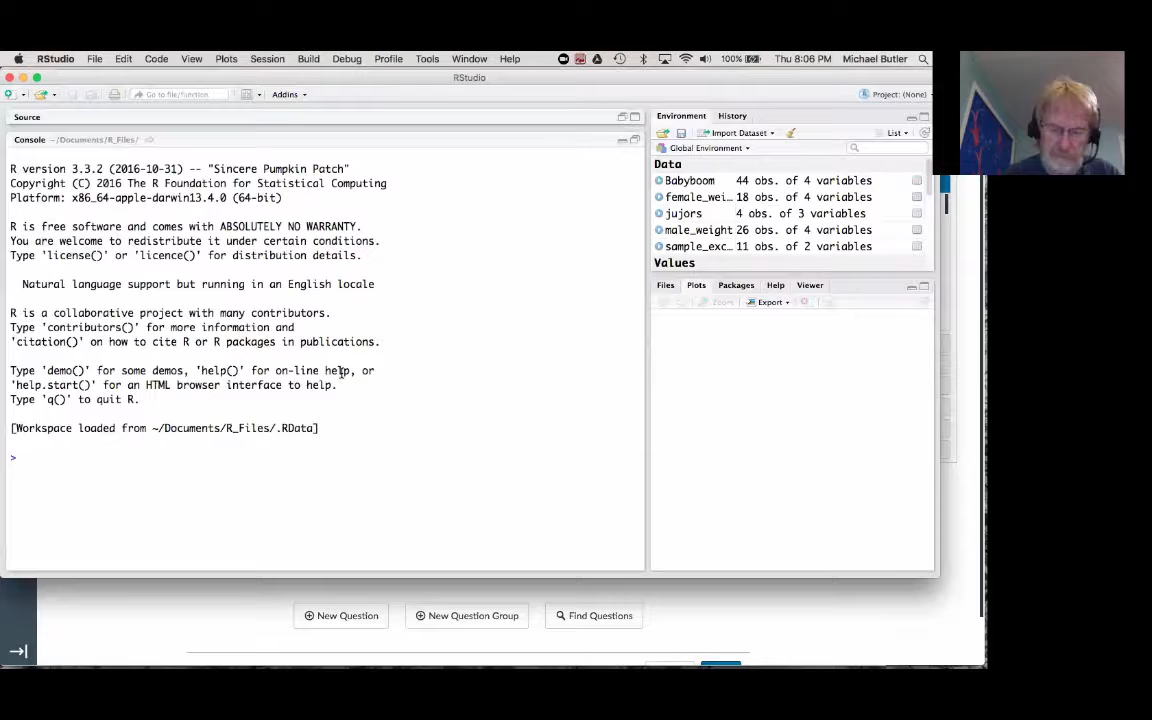 RStudio File Edit Code View Plots Session Build Debug Profile Tools Window Help 100% Thu 8:06 PM Michael Butler
RStudio
Go to file/function Addins Project: (None)
Source
Console ~/Documents/R_Files/
R version 3.3.2 (2016-10-31) -- "Sincere Pumpkin Patch"
Copyright (C) 2016 The R Foundation for Statistical Computing
Platform: x86_64-apple-darwin13.4.0 (64-bit)
R is free software and comes with ABSOLUTELY NO WARRANTY.
You are welcome to redistribute it under certain conditions.
Type 'license()' or 'licence()' for distribution details.
Natural language support but running in an English locale
R is a collaborative project with many contributors.
Type 'contributors()' for more information and
'citation()' on how to cite R or R packages in publications.
Type 'demo()' for some demos, 'help()' for on-line help, or
'help.start()' for an HTML browser interface to help.
Type 'q()' to quit R.
[Workspace loaded from ~/Documents/R_Files/.RData]
>
Environment History
Import Dataset List
Global Environment
Data
Babyboom 44 obs. of 4 variables
female_wei… 18 obs. of 4 variables
jujors 4 obs. of 3 variables
male_weight 26 obs. of 4 variables
sample_exc… 11 obs. of 2 variables
Values
Files Plots Packages Help Viewer
Zoom Export
New Question New Question Group Find Questions